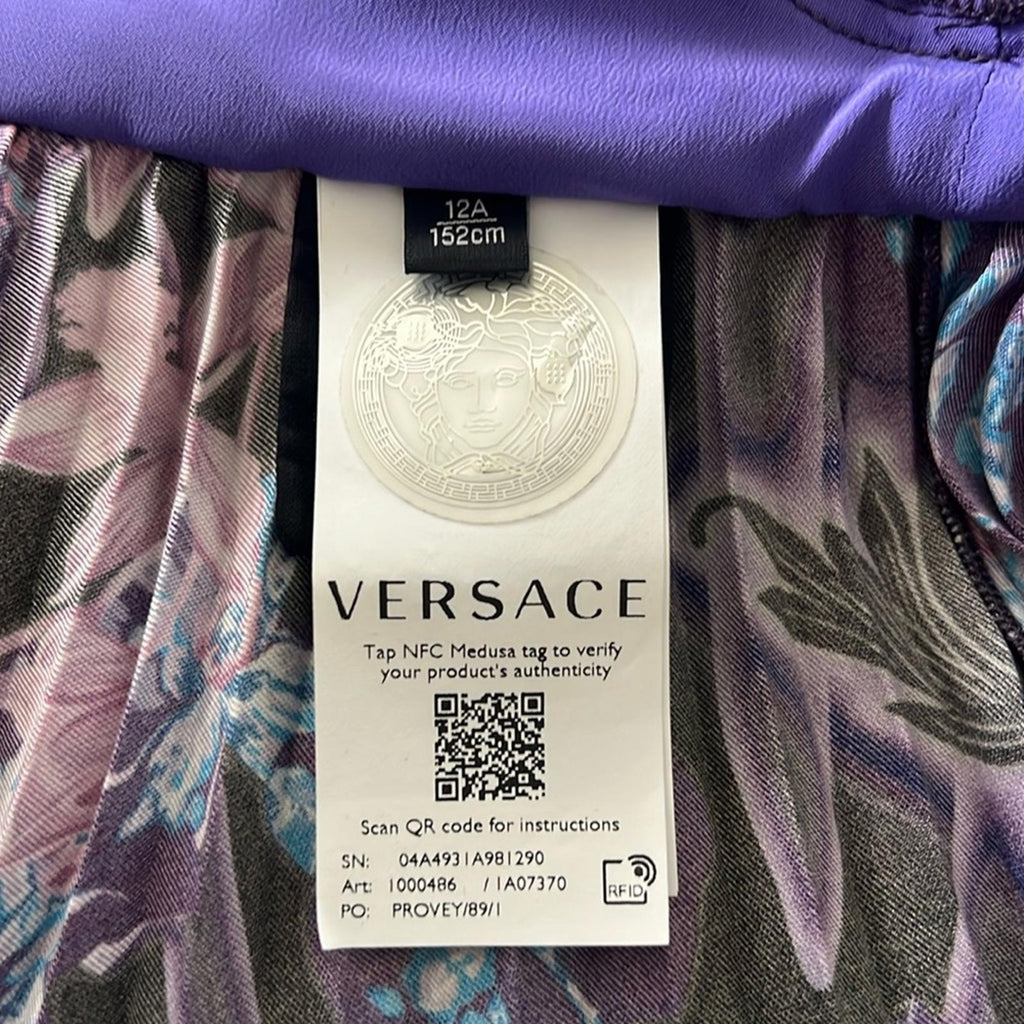 12A
152cm
VERSACE
Tap NFC Medusa tag to verify
your product's authenticity
Scan QR code for instructions
SN: 04A4931A981290
Art: 1000486 /1A07370
PO: PROVEY/89/1
RFID